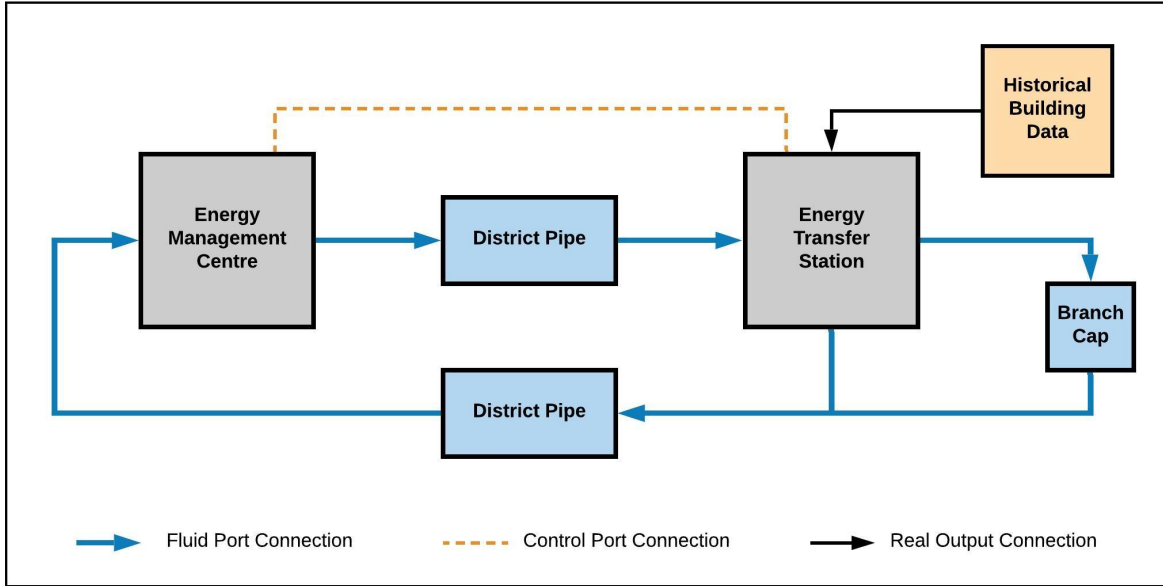 Historical
Building
Data
Energy
Management
Centre
District Pipe
Energy
Transfer
Station
Branch
Cap
District Pipe
Fluid Port Connection
Control Port Connection
Real Output Connection